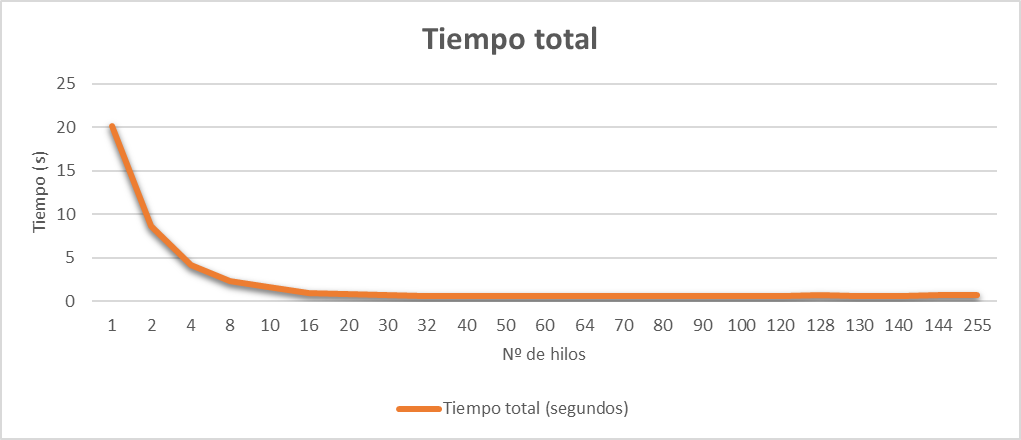 Tiempo total
25
20
15
10
5
0
Tiempo (s)
1 2 4 8 10 16 20 30 32 40 50 60 64 70 80 90 100 120 128 130 140 144 255
Nº de hilos
Tiempo total (segundos)